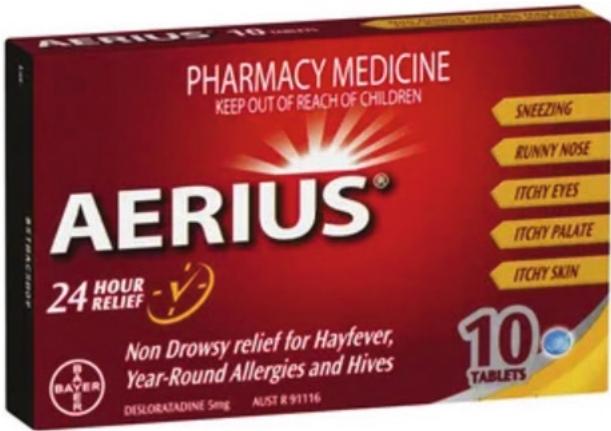 AERIUS 10 TABLETS
PHARMACY MEDICINE
KEEP OUT OF REACH OF CHILDREN
SNEEZING
RUNNY NOSE
ITCHY EYES
ITCHY PALATE
ITCHY SKIN
AERIUS®
24 HOUR
RELIEF
Non Drowsy relief for Hayfever,
Year-Round Allergies and Hives
10
TABLETS
BAYER
BAYER
DESLORATADINE 5mg AUST R 91116